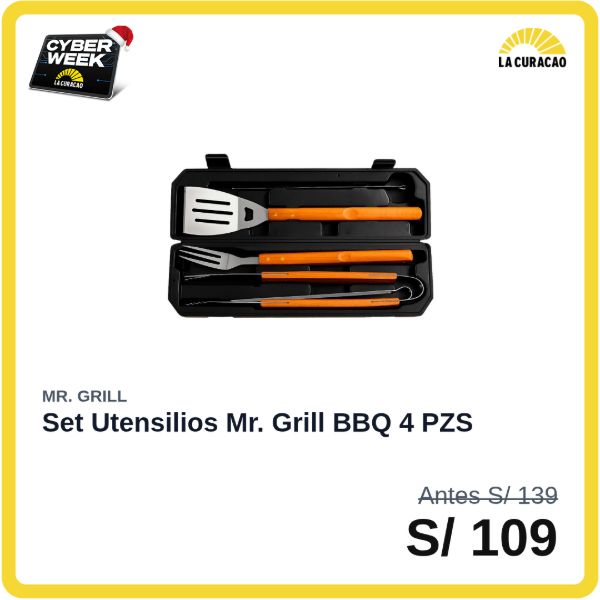 CYBER
WEEK
LA CURACAO
LA CURACAO
MR. GRILL
Set Utensilios Mr. Grill BBQ 4 PZS
Antes S/ 139
S/ 109